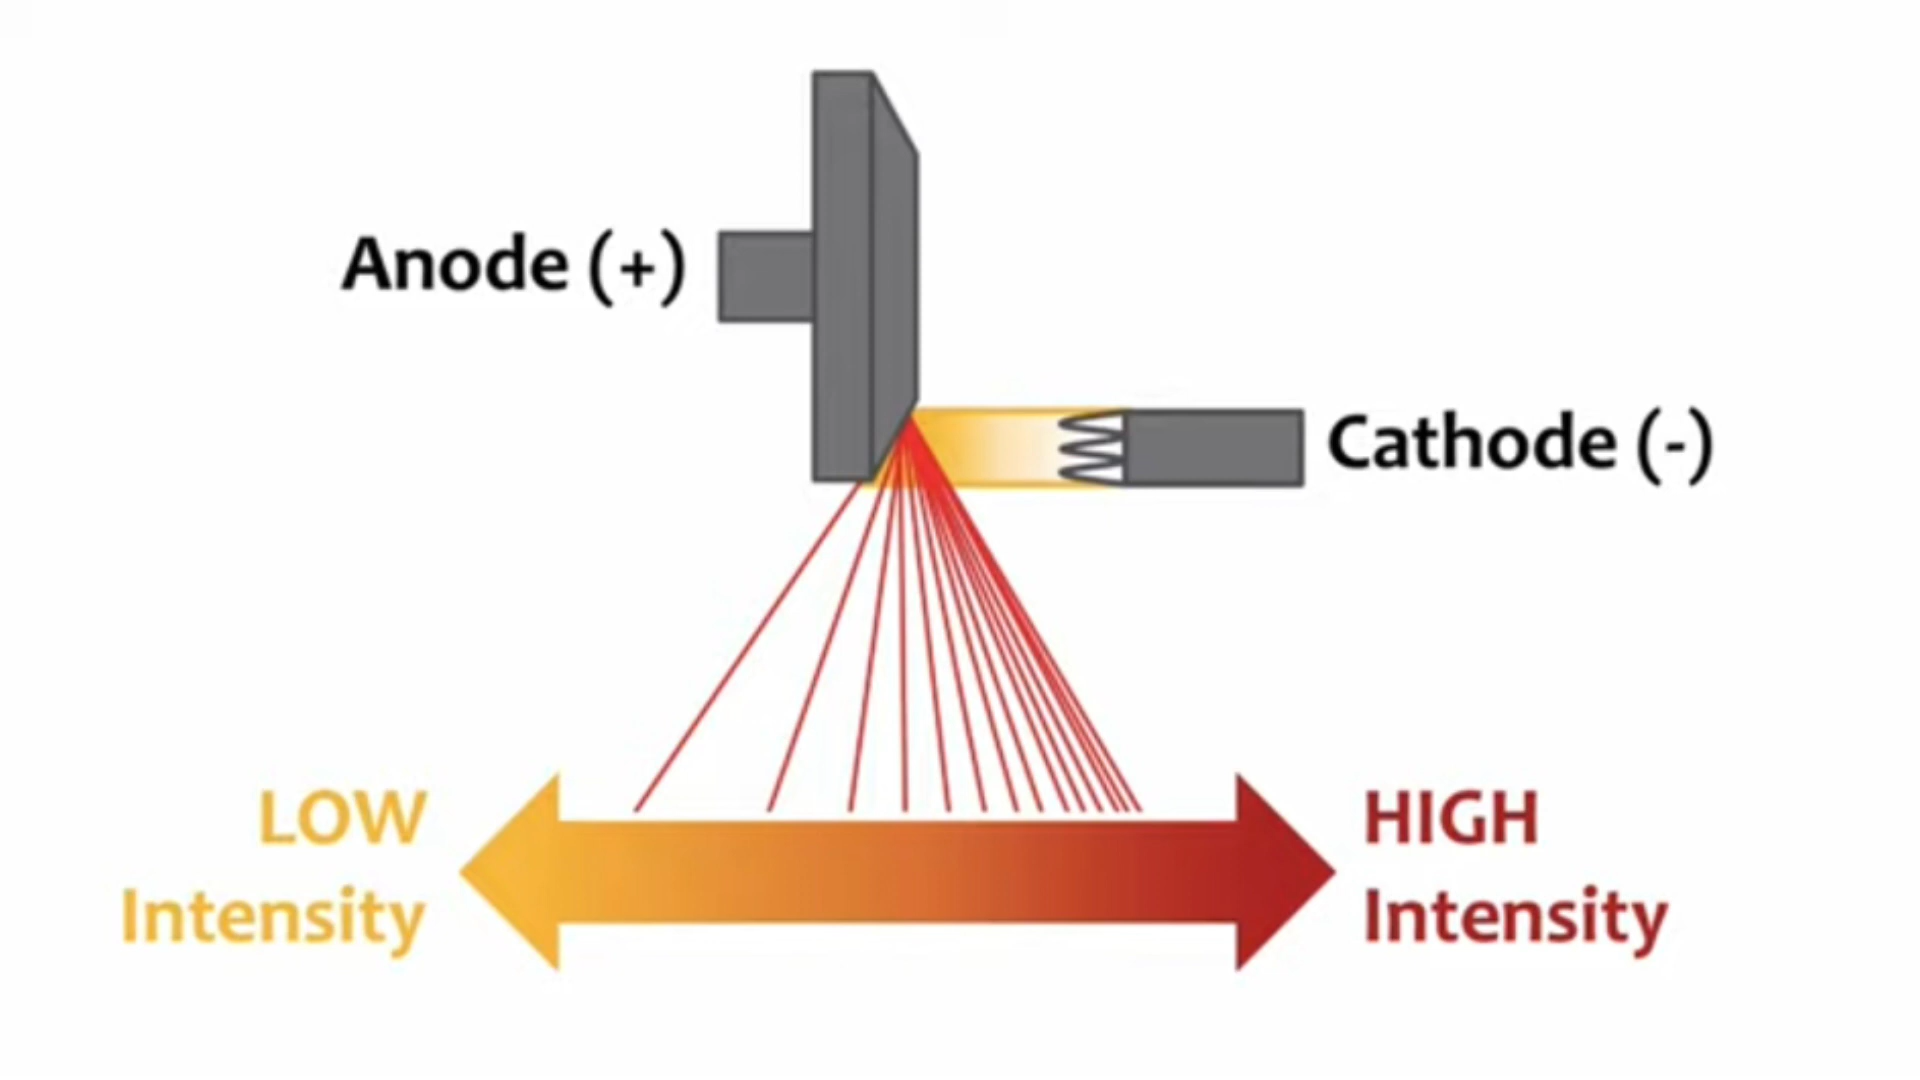 Anode (+)
Cathode (-)
LOW
Intensity
HIGH
Intensity